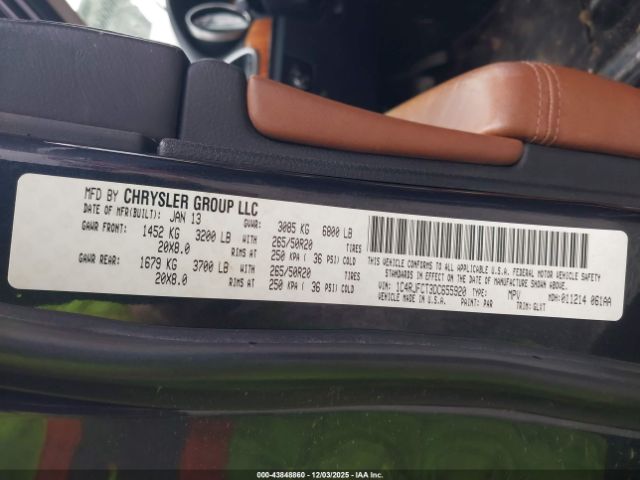 MFD BY CHRYSLER GROUP LLC
DATE OF MFR(BUILT): JAN 13 GVWR: 3085 KG 6800 LB
GAWR FRONT: 1452 KG 3200 LB WITH 265/50R20 TIRES
20X8.0 RIMS AT 250 KPA ( 36 PSI) COLD
GAWR REAR: 1679 KG 3700 LB WITH 265/50R20 TIRES
20X8.0 RIMS AT 250 KPA ( 36 PSI) COLD
THIS VEHICLE CONFORMS TO ALL APPLICABLE U.S.A. FEDERAL MOTOR VEHICLE SAFETY
STANDARDS IN EFFECT ON THE DATE OF MANUFACTURE SHOWN ABOVE.
VIN: 1C4RJFCT3DC655920 TYPE: MPV MDH: 011214 061AA
VEHICLE MADE IN U.S.A. PAINT: PAR TRIM: GLVT
000-43848860 - 12/03/2025 - IAA Inc.